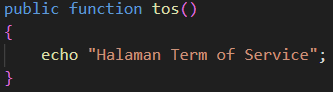 public function tos()
{
    echo "Halaman Term of Service";
}